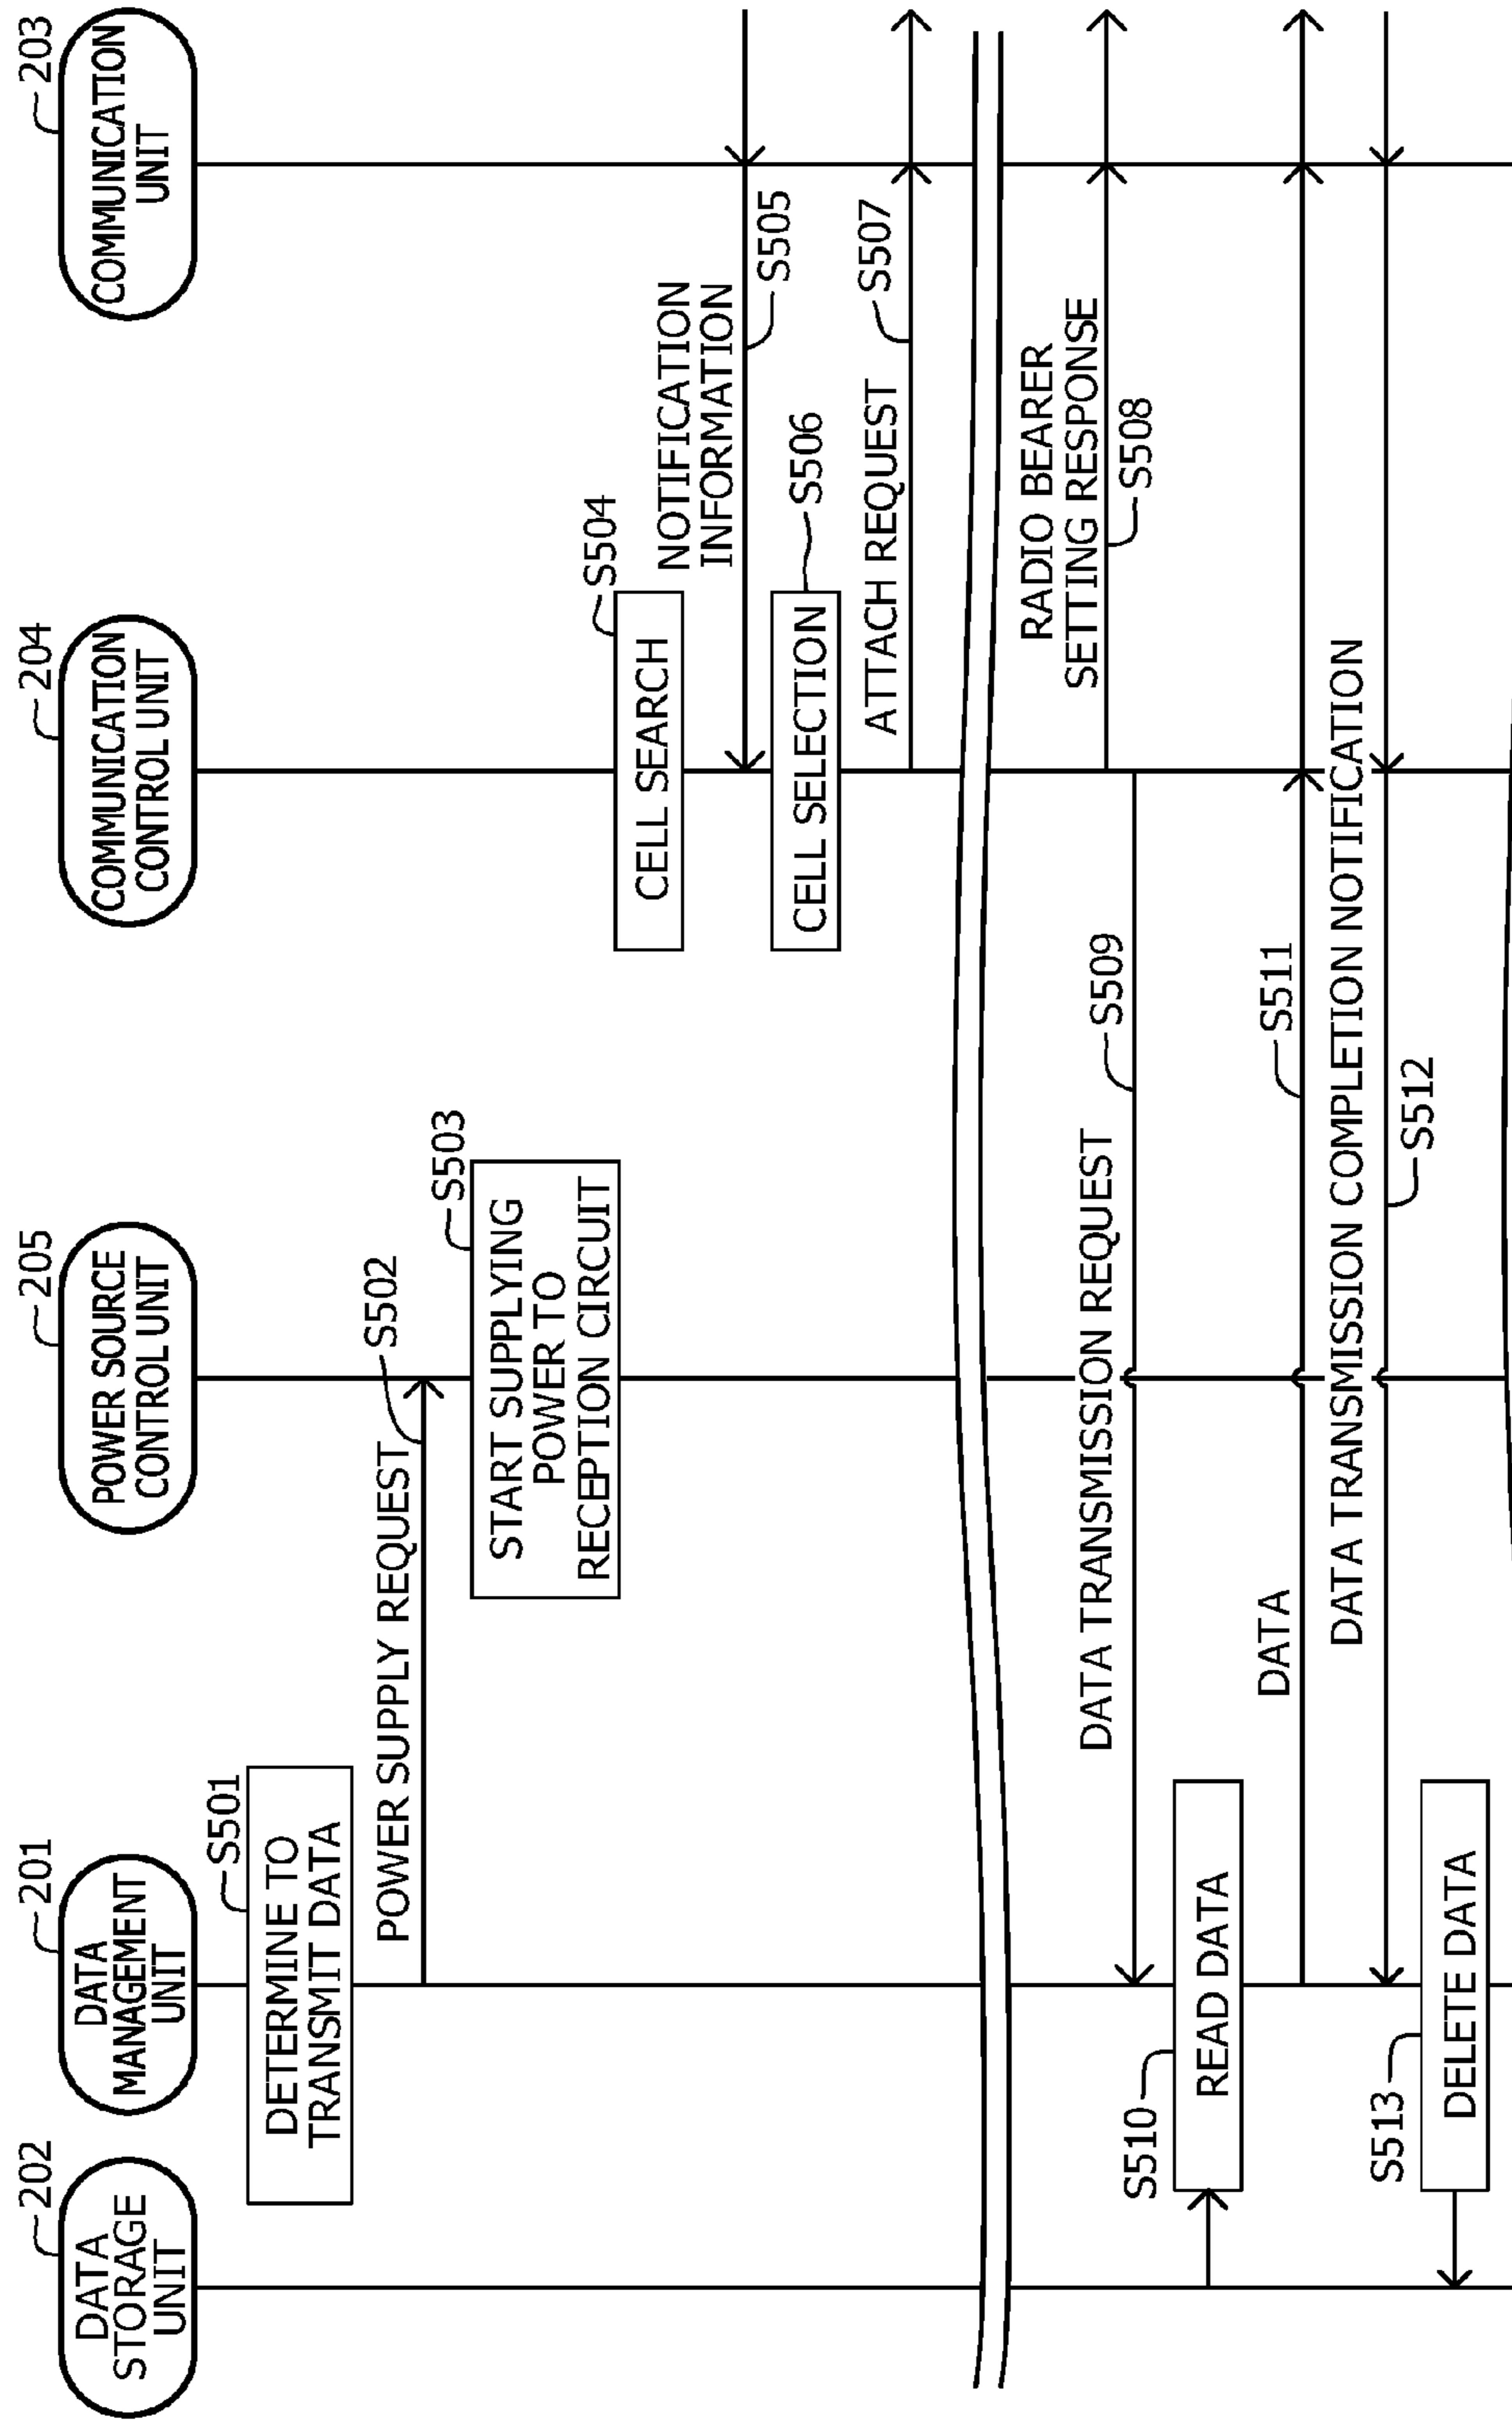 202
DATA
STORAGE
UNIT
201
DATA
MANAGEMENT
UNIT
205
POWER SOURCE
CONTROL UNIT
204
COMMUNICATION
CONTROL UNIT
203
COMMUNICATION
UNIT
S501
DETERMINE TO
TRANSMIT DATA
POWER SUPPLY REQUEST
S502
S503
START SUPPLYING
POWER TO
RECEPTION CIRCUIT
S504
CELL SEARCH
NOTIFICATION
INFORMATION
S505
S506
CELL SELECTION
ATTACH REQUEST
S507
RADIO BEARER
SETTING RESPONSE
S508
DATA TRANSMISSION REQUEST
S509
S510
READ DATA
DATA
S511
DATA TRANSMISSION COMPLETION NOTIFICATION
S512
S513
DELETE DATA